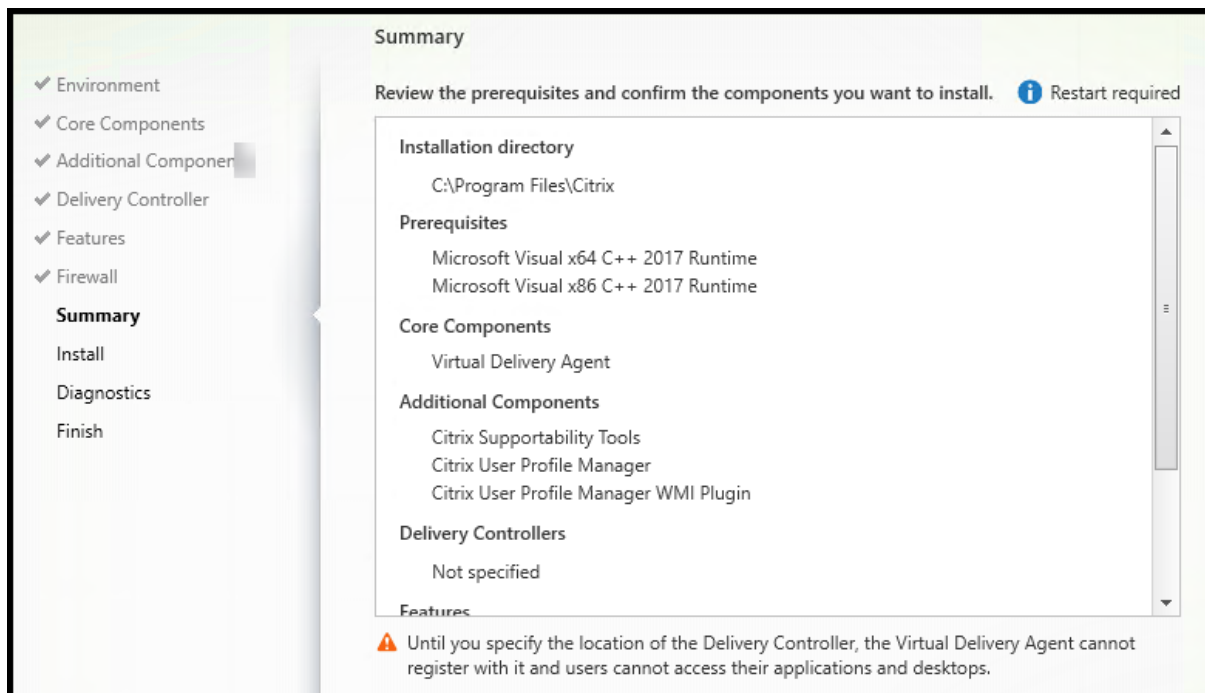 Summary
Environment
Core Components
Additional Componen
Delivery Controller
Features
Firewall
Summary
Install
Diagnostics
Finish
Review the prerequisites and confirm the components you want to install.
Restart required
Installation directory
C:\Program Files\Citrix
Prerequisites
Microsoft Visual x64 C++ 2017 Runtime
Microsoft Visual x86 C++ 2017 Runtime
Core Components
Virtual Delivery Agent
Additional Components
Citrix Supportability Tools
Citrix User Profile Manager
Citrix User Profile Manager WMI Plugin
Delivery Controllers
Not specified
Features
Until you specify the location of the Delivery Controller, the Virtual Delivery Agent cannot
register with it and users cannot access their applications and desktops.